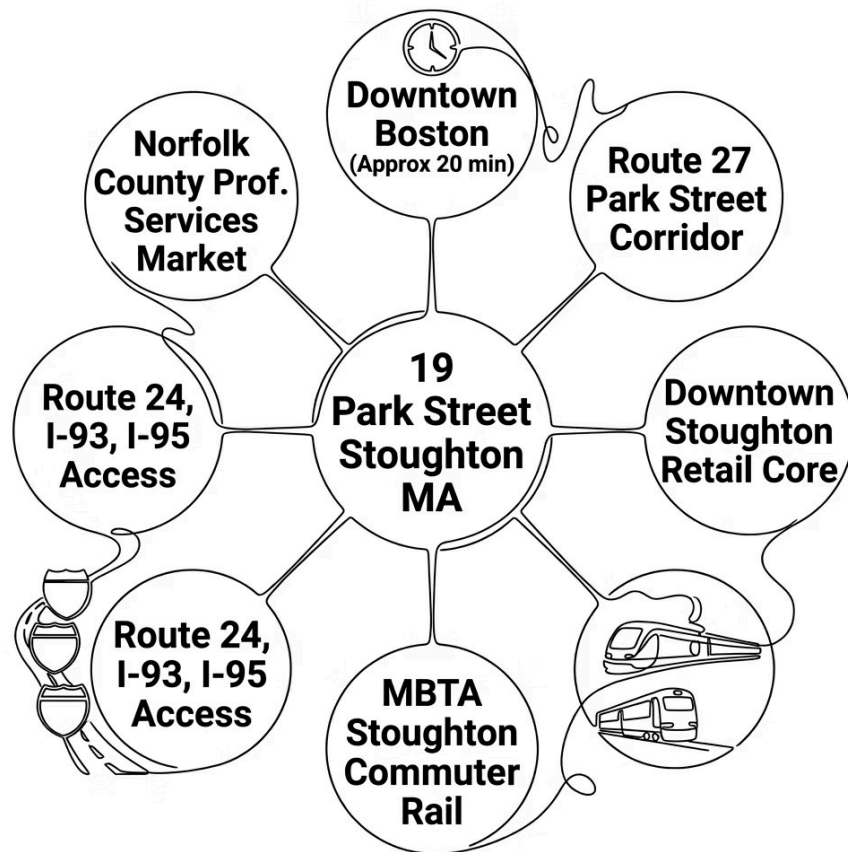 Downtown
Boston
(Approx 20 min)
Norfolk
County Prof.
Services
Market
Route 27
Park Street
Corridor
19
Park Street
Stoughton
MA
Route 24,
I-93, I-95
Access
Downtown
Stoughton
Retail Core
Route 24,
I-93, I-95
Access
MBTA
Stoughton
Commuter
Rail